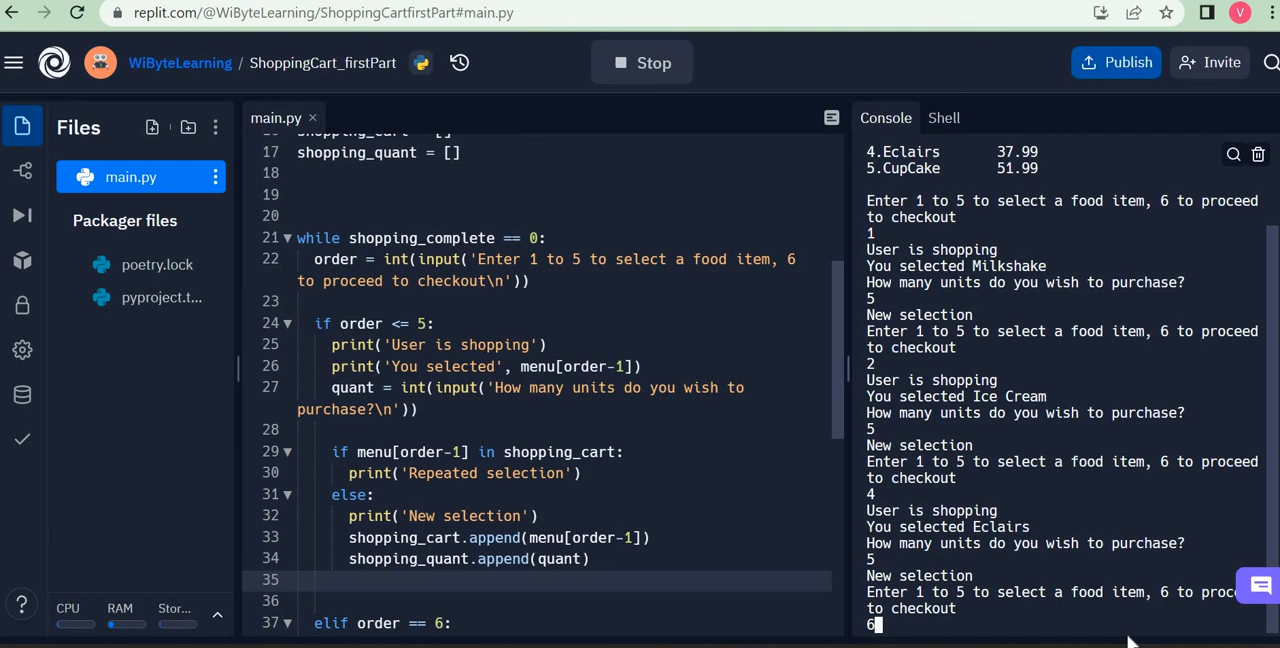 replit.com/@WiByteLearning/ShoppingCartfirstPart#main.py
V
WiByteLearning / ShoppingCart_firstPart
Stop
Publish
Invite
Files
main.py
Packager files
poetry.lock
pyproject.t...
?
CPU RAM Stor...
main.py ×
16 shopping_cart = []
17 shopping_quant = []
18
19
20
21 while shopping_complete == 0:
22 order = int(input('Enter 1 to 5 to select a food item, 6
to proceed to checkout\n'))
23
24 if order <= 5:
25 print('User is shopping')
26 print('You selected', menu[order-1])
27 quant = int(input('How many units do you wish to
purchase?\n'))
28
29 if menu[order-1] in shopping_cart:
30 print('Repeated selection')
31 else:
32 print('New selection')
33 shopping_cart.append(menu[order-1])
34 shopping_quant.append(quant)
35
36
37 elif order == 6:
Console Shell
4.Eclairs 37.99
5.CupCake 51.99
Enter 1 to 5 to select a food item, 6 to proceed
to checkout
1
User is shopping
You selected Milkshake
How many units do you wish to purchase?
5
New selection
Enter 1 to 5 to select a food item, 6 to proceed
to checkout
2
User is shopping
You selected Ice Cream
How many units do you wish to purchase?
5
New selection
Enter 1 to 5 to select a food item, 6 to proceed
to checkout
4
User is shopping
You selected Eclairs
How many units do you wish to purchase?
5
New selection
Enter 1 to 5 to select a food item, 6 to proce
to checkout
6